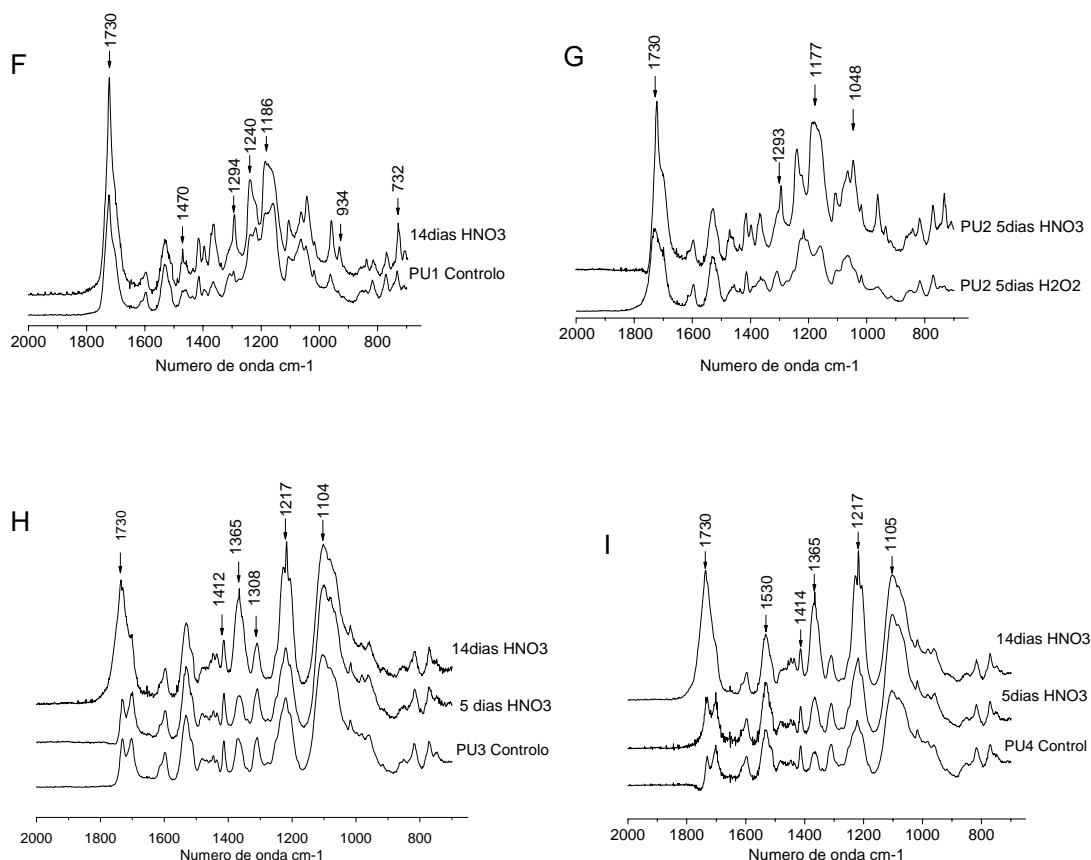 F
1730
1470
1294
1240
1186
934
732
14dias HNO3
PU1 Controlo
2000 1800 1600 1400 1200 1000 800
Numero de onda cm-1
G
1730
1293
1177
1048
PU2 5dias HNO3
PU2 5dias H2O2
2000 1800 1600 1400 1200 1000 800
Numero de onda cm-1
H
1730
1412
1365
1308
1217
1104
14dias HNO3
5 dias HNO3
PU3 Controlo
2000 1800 1600 1400 1200 1000 800
Numero de onda cm-1
I
1730
1530
1414
1365
1217
1105
14dias HNO3
5dias HNO3
PU4 Control
2000 1800 1600 1400 1200 1000 800
Numero de onda cm-1